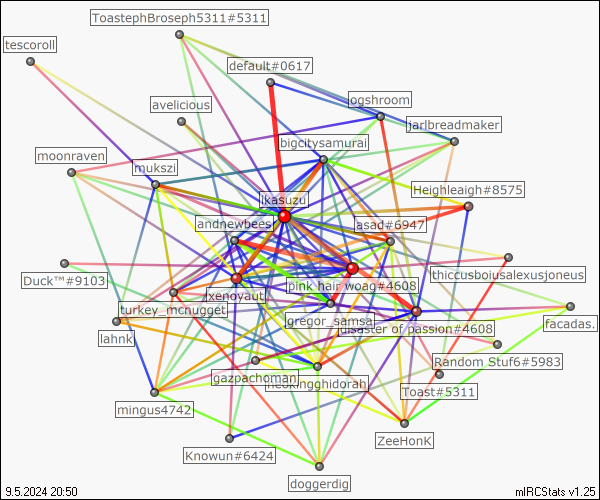 ToastephBroseph5311#5311
tescoroll
default#0617
ogshroom
avelicious
jarlbreadmaker
bigcitysamurai
moonraven
mukszi
Heighleaigh#8575
ikasuzu
andnewbees
asad#6947
thiccusboiusalexusjoneus
Duck™#9103
pink hair woag#4608
xenoyaut
turkey_mcnugget
facadas.
gregor_samsa
disaster of passion#4608
lahnk
Random Stuf6#5983
neokingghidorah
gazpachoman
Toast#5311
mingus4742
ZeeHonK
Knowun#6424
doggerdig
9.5.2024 20:50
mIRCStats v1.25